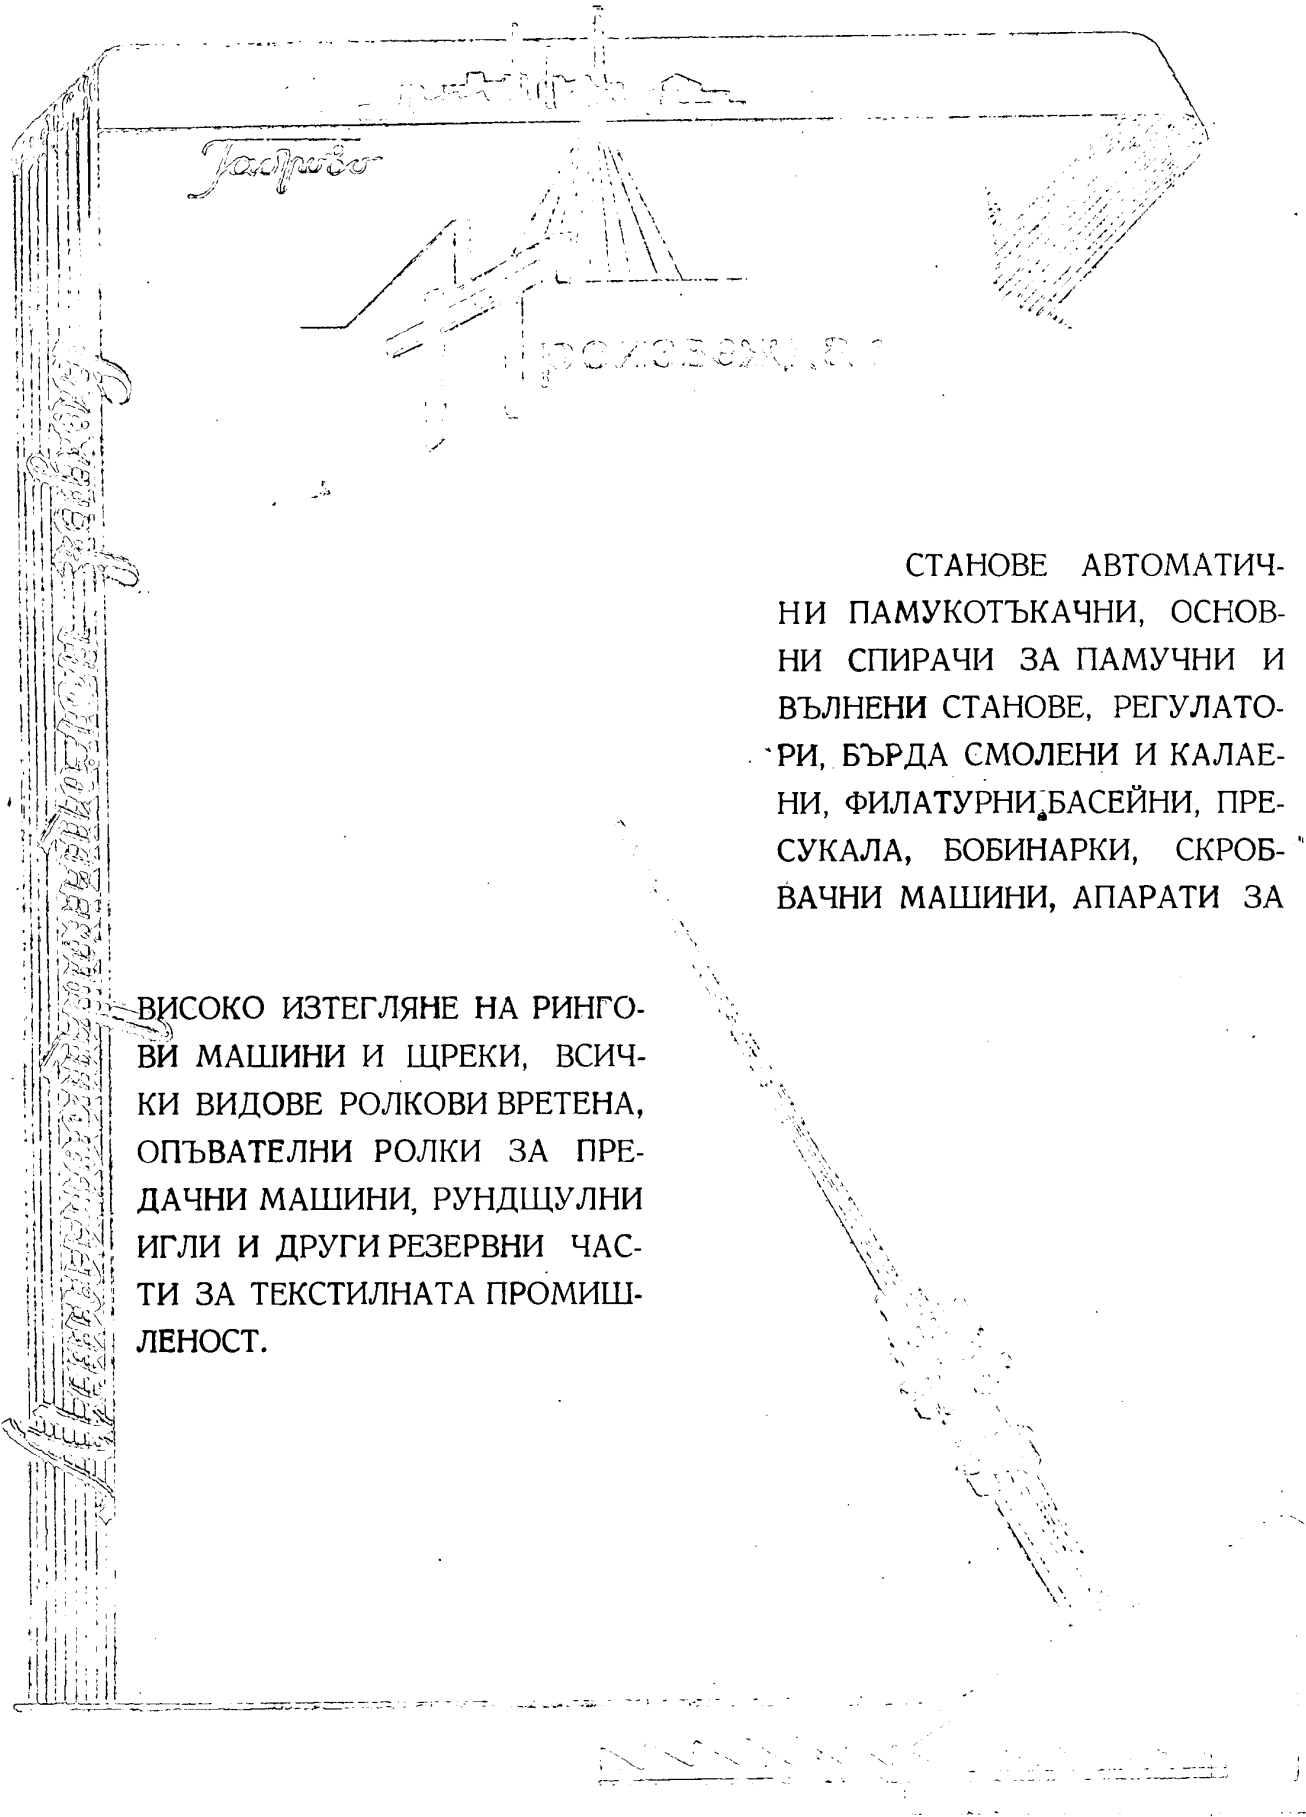 Габрово
СТАНОВЕ АВТОМАТИЧ-
НИ ПАМУКОТЪКАЧНИ, ОСНОВ-
НИ СПИРАЧИ ЗА ПАМУЧНИ И
ВЪЛНЕНИ СТАНОВЕ, РЕГУЛАТО-
РИ, БЪРДА СМОЛЕНИ И КАЛАЕ-
НИ, ФИЛАТУРНИ БАСЕЙНИ, ПРЕ-
СУКАЛА, БОБИНАРКИ, СКРОБ-
ВАЧНИ МАШИНИ, АПАРАТИ ЗА
ВИСОКО ИЗТЕГЛЯНЕ НА РИНГО-
ВИ МАШИНИ И ЩРЕКИ, ВСИЧ-
КИ ВИДОВЕ РОЛКОВИ ВРЕТЕНА,
ОПЪВАТЕЛНИ РОЛКИ ЗА ПРЕ-
ДАЧНИ МАШИНИ, РУНДЩУЛНИ
ИГЛИ И ДРУГИ РЕЗЕРВНИ ЧАС-
ТИ ЗА ТЕКСТИЛНАТА ПРОМИШ-
ЛЕНОСТ.